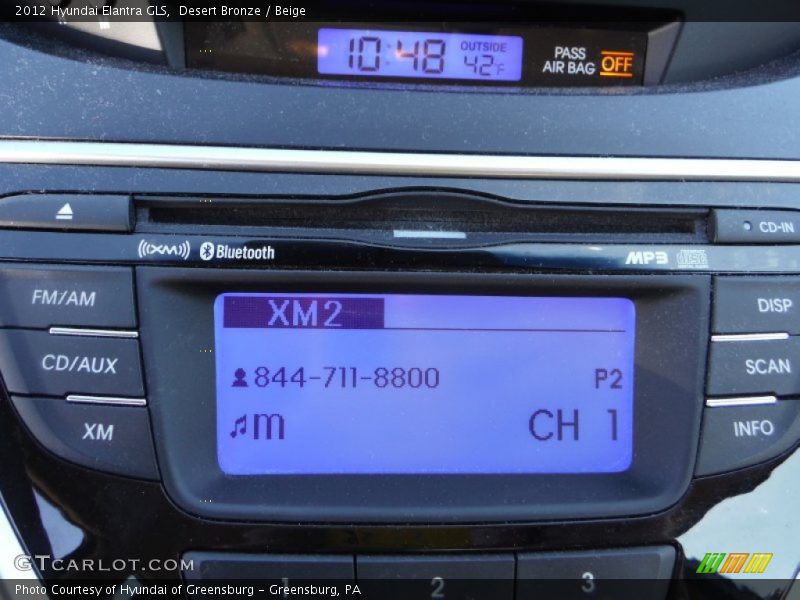 2012 Hyundai Elantra GLS, Desert Bronze / Beige
10:48 OUTSIDE 42°F
PASS AIR BAG OFF
CD-IN
XM Bluetooth MP3 disc
FM/AM
CD/AUX
XM
XM2
844-711-8800 P2
m CH 1
DISP
SCAN
INFO
1 2 3
GTCARLOT.COM
Photo Courtesy of Hyundai of Greensburg - Greensburg, PA